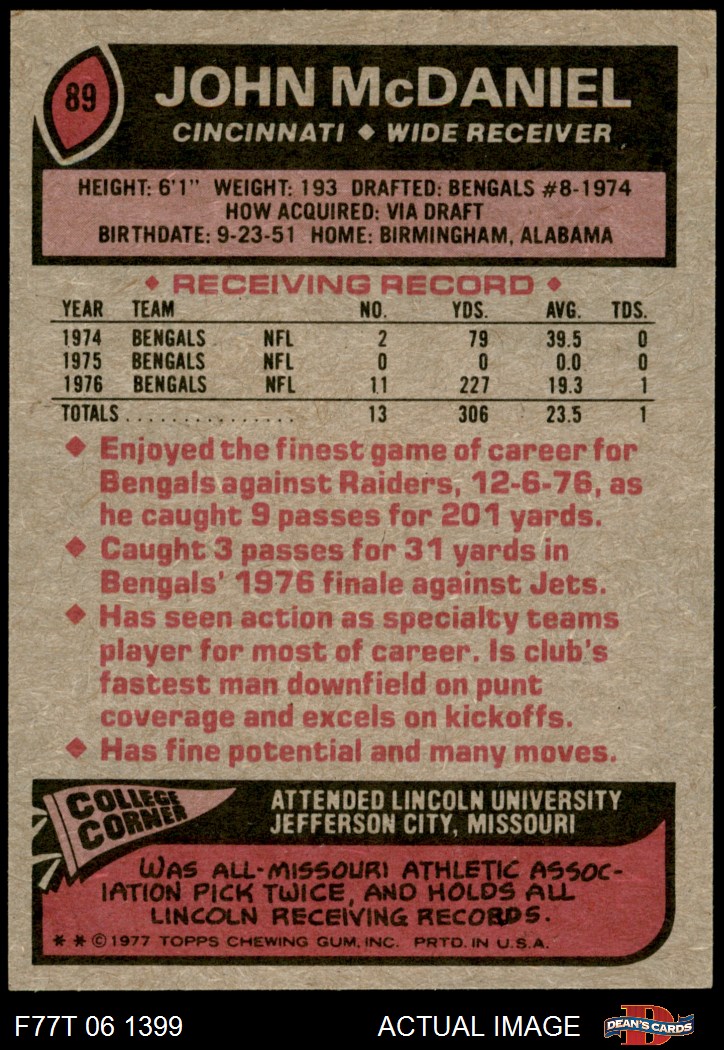 89
JOHN McDANIEL
CINCINNATI ◆ WIDE RECEIVER
HEIGHT: 6'1" WEIGHT: 193 DRAFTED: BENGALS #8-1974
HOW ACQUIRED: VIA DRAFT
BIRTHDATE: 9-23-51 HOME: BIRMINGHAM, ALABAMA
◆ RECEIVING RECORD ◆
YEAR TEAM NO. YDS. AVG. TDS.
1974 BENGALS NFL 2 79 39.5 0
1975 BENGALS NFL 0 0 0.0 0
1976 BENGALS NFL 11 227 19.3 1
TOTALS . . . . . . . . . . . . . . . 13 306 23.5 1
◆ Enjoyed the finest game of career for
Bengals against Raiders, 12-6-76, as
he caught 9 passes for 201 yards.
◆ Caught 3 passes for 31 yards in
Bengals' 1976 finale against Jets.
◆ Has seen action as specialty teams
player for most of career. Is club's
fastest man downfield on punt
coverage and excels on kickoffs.
◆ Has fine potential and many moves.
COLLEGE
CORNER
ATTENDED LINCOLN UNIVERSITY
JEFFERSON CITY, MISSOURI
WAS ALL-MISSOURI ATHLETIC ASSOC-
IATION PICK TWICE, AND HOLDS ALL
LINCOLN RECEIVING RECORDS.
* * © 1977 TOPPS CHEWING GUM, INC. PRTD. IN U.S.A.
F77T 06 1399 ACTUAL IMAGE
D
DEAN'S CARDS